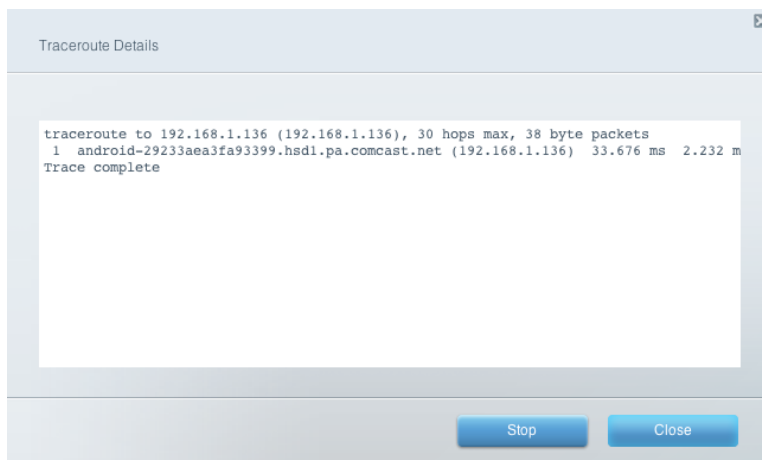 Traceroute Details
traceroute to 192.168.1.136 (192.168.1.136), 30 hops max, 38 byte packets
1 android-29233aea3fa93399.hsd1.pa.comcast.net (192.168.1.136) 33.676 ms 2.232 m
Trace complete
Stop
Close